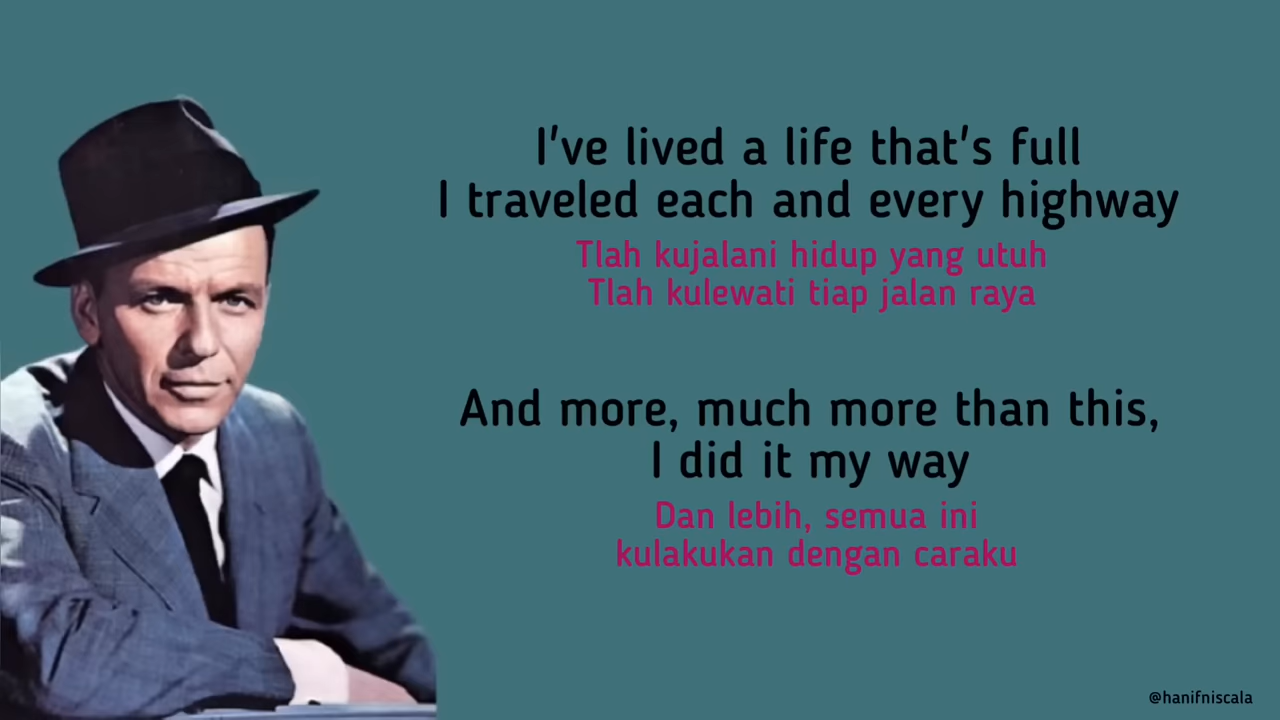 I've lived a life that's full
I traveled each and every highway
Tlah kujalani hidup yang utuh
Tlah kulewati tiap jalan raya
And more, much more than this,
I did it my way
Dan lebih, semua ini
kulakukan dengan caraku
@hanifniscala